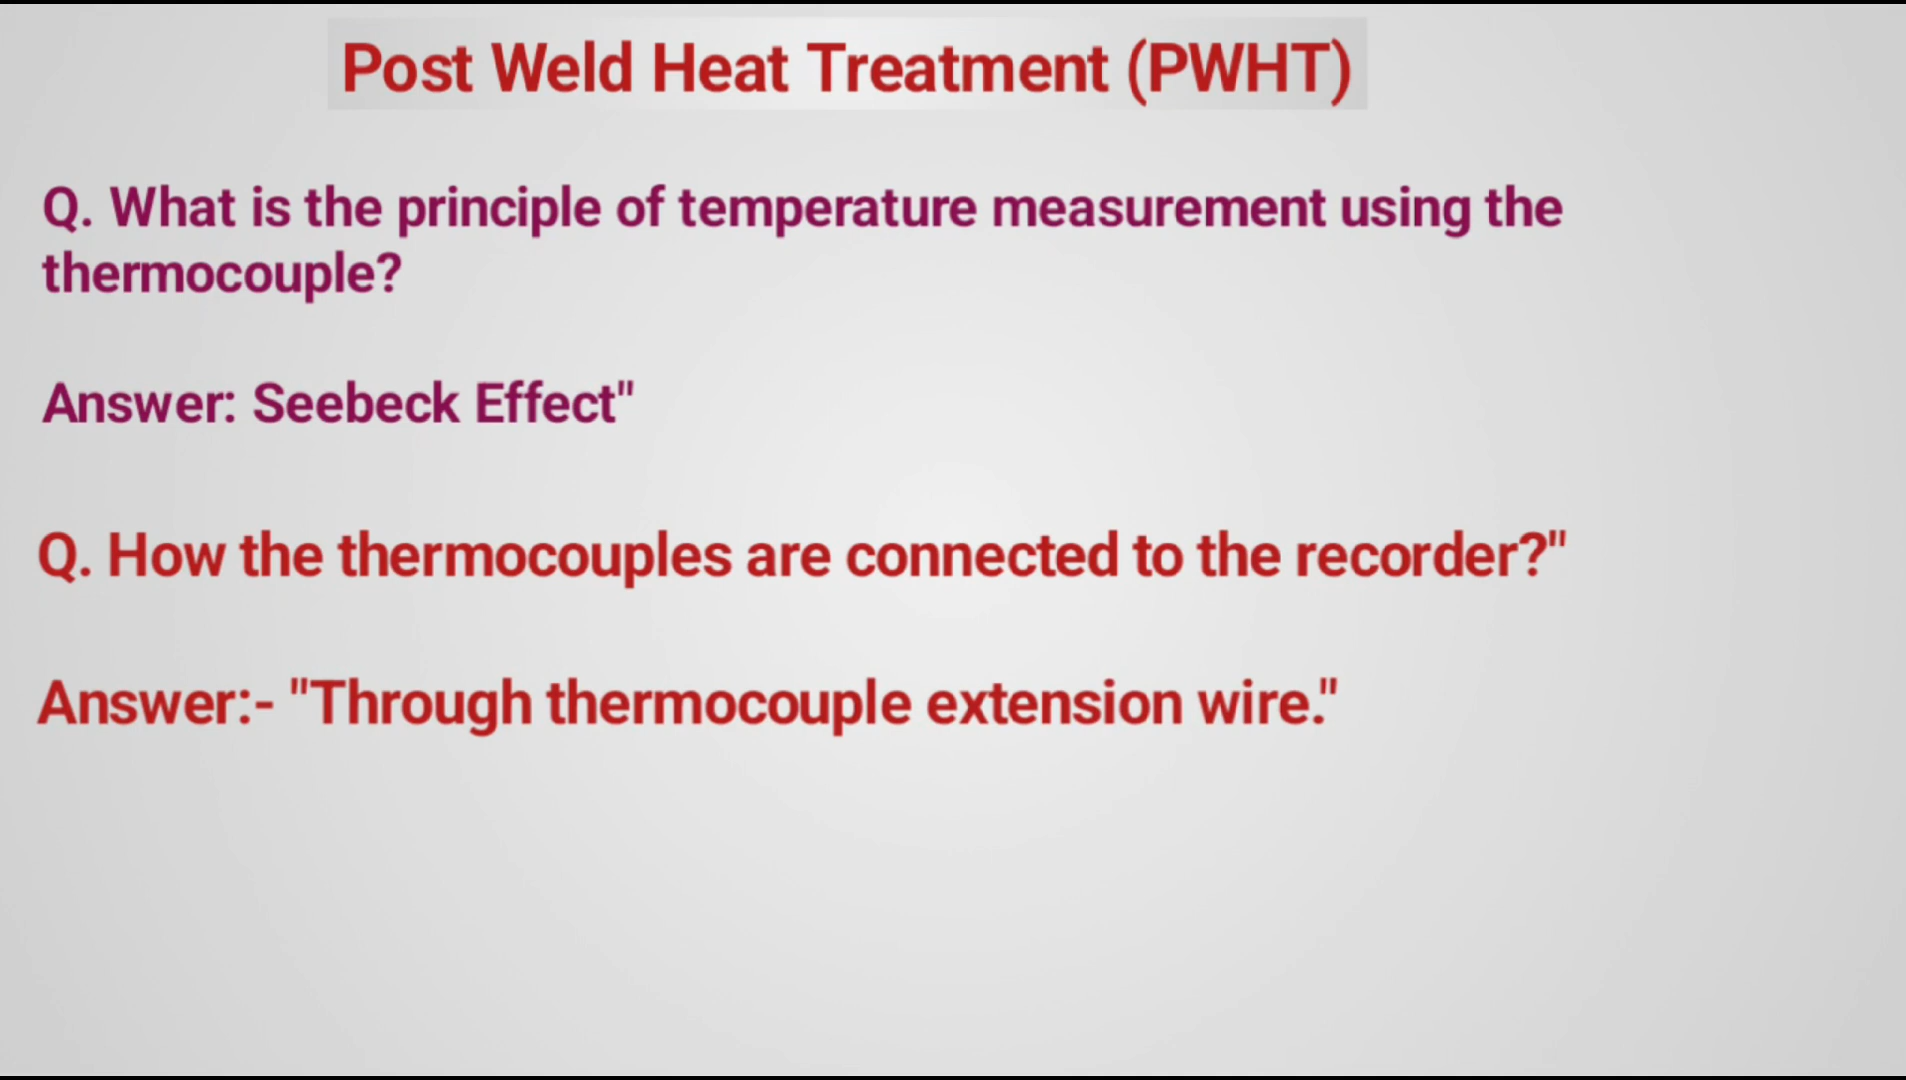 Post Weld Heat Treatment (PWHT)
Q. What is the principle of temperature measurement using the
thermocouple?
Answer: Seebeck Effect"
Q. How the thermocouples are connected to the recorder?"
Answer:- "Through thermocouple extension wire."